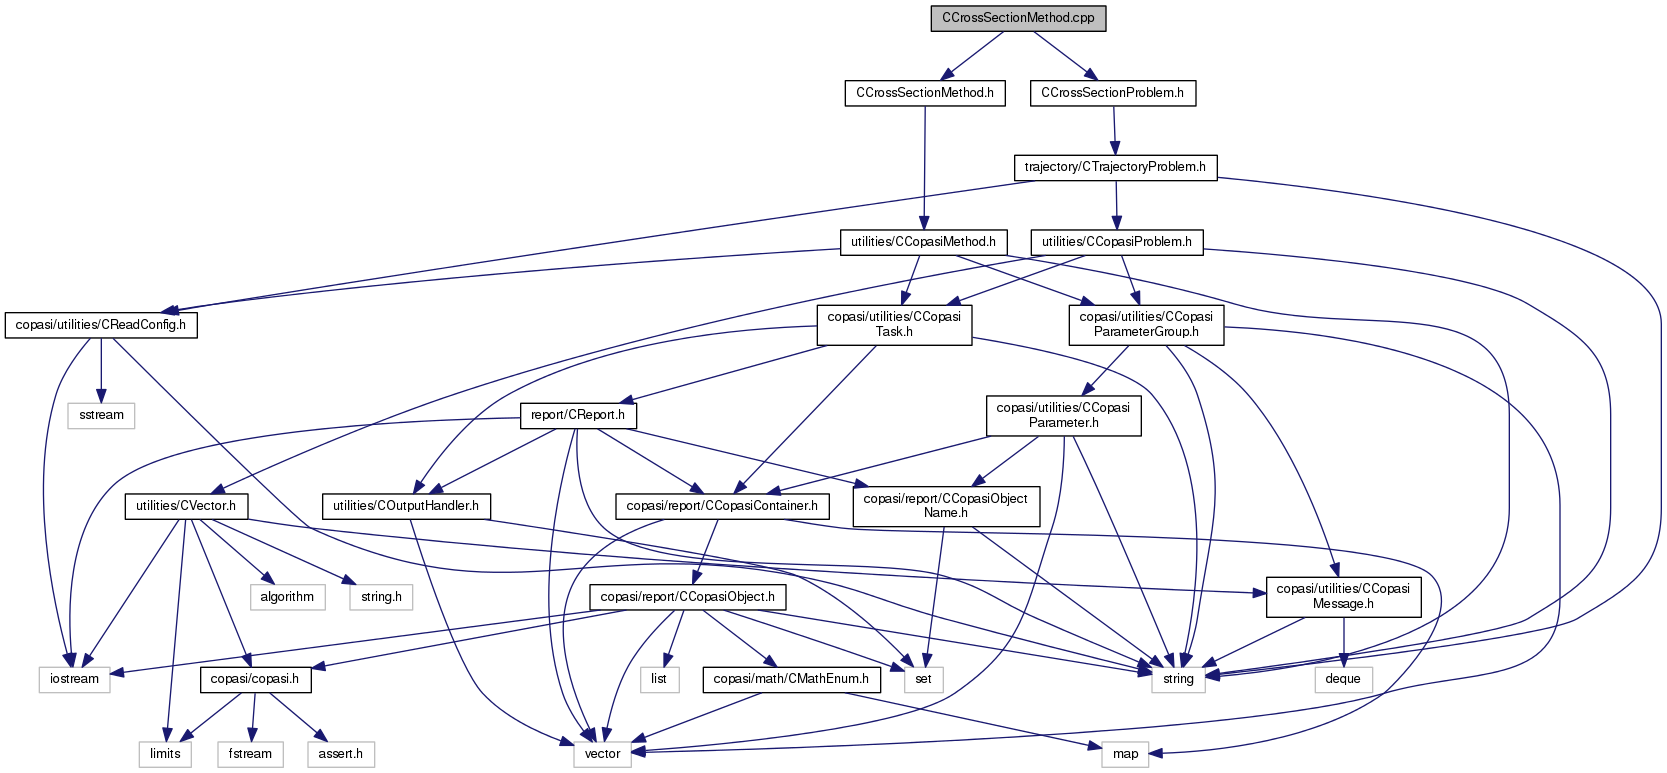 CCrossSectionMethod.cpp
CCrossSectionMethod.h
CCrossSectionProblem.h
trajectory/CTrajectoryProblem.h
utilities/CCopasiMethod.h
utilities/CCopasiProblem.h
copasi/utilities/CReadConfig.h
copasi/utilities/CCopasi
Task.h
copasi/utilities/CCopasi
ParameterGroup.h
sstream
report/CReport.h
copasi/utilities/CCopasi
Parameter.h
utilities/CVector.h
utilities/COutputHandler.h
copasi/report/CCopasiContainer.h
copasi/report/CCopasiObject
Name.h
algorithm
string.h
copasi/report/CCopasiObject.h
copasi/utilities/CCopasi
Message.h
iostream
copasi/copasi.h
list
copasi/math/CMathEnum.h
set
string
deque
limits
fstream
assert.h
vector
map